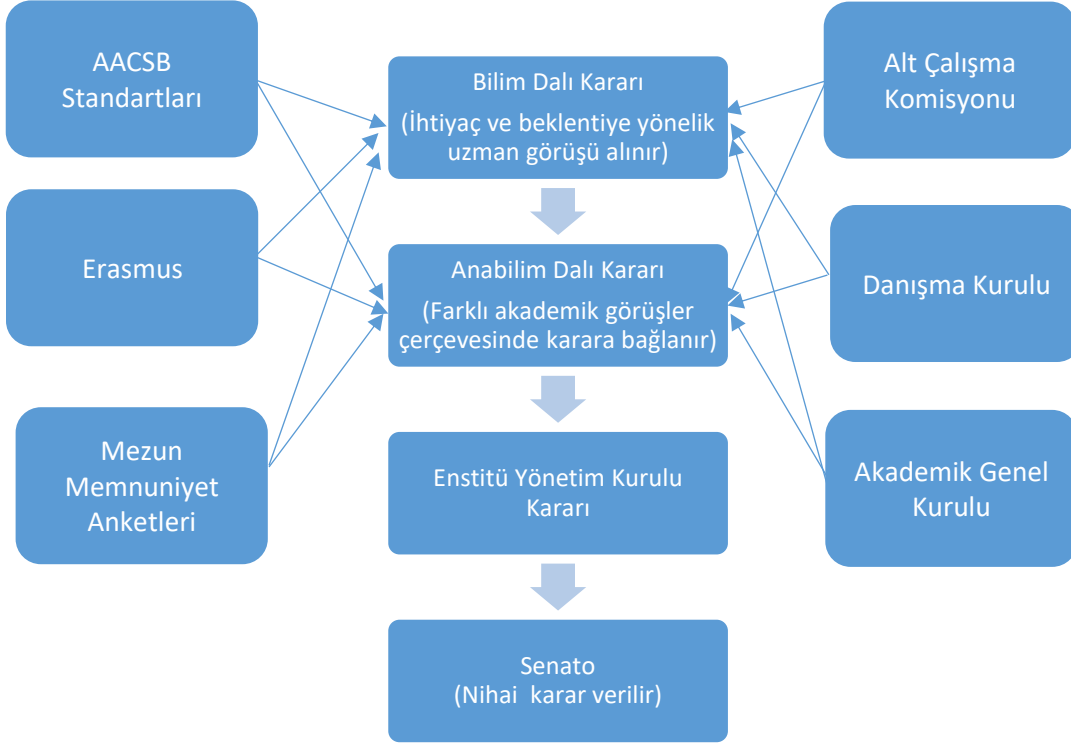 AACSB
Standartları
Erasmus
Mezun
Memnuniyet
Anketleri
Bilim Dalı Kararı
(İhtiyaç ve beklentiye yönelik
uzman görüşü alınır)
Anabilim Dalı Kararı
(Farklı akademik görüşler
çerçevesinde karara bağlanır)
Enstitü Yönetim Kurulu
Kararı
Senato
(Nihai karar verilir)
Alt Çalışma
Komisyonu
Danışma Kurulu
Akademik Genel
Kurulu